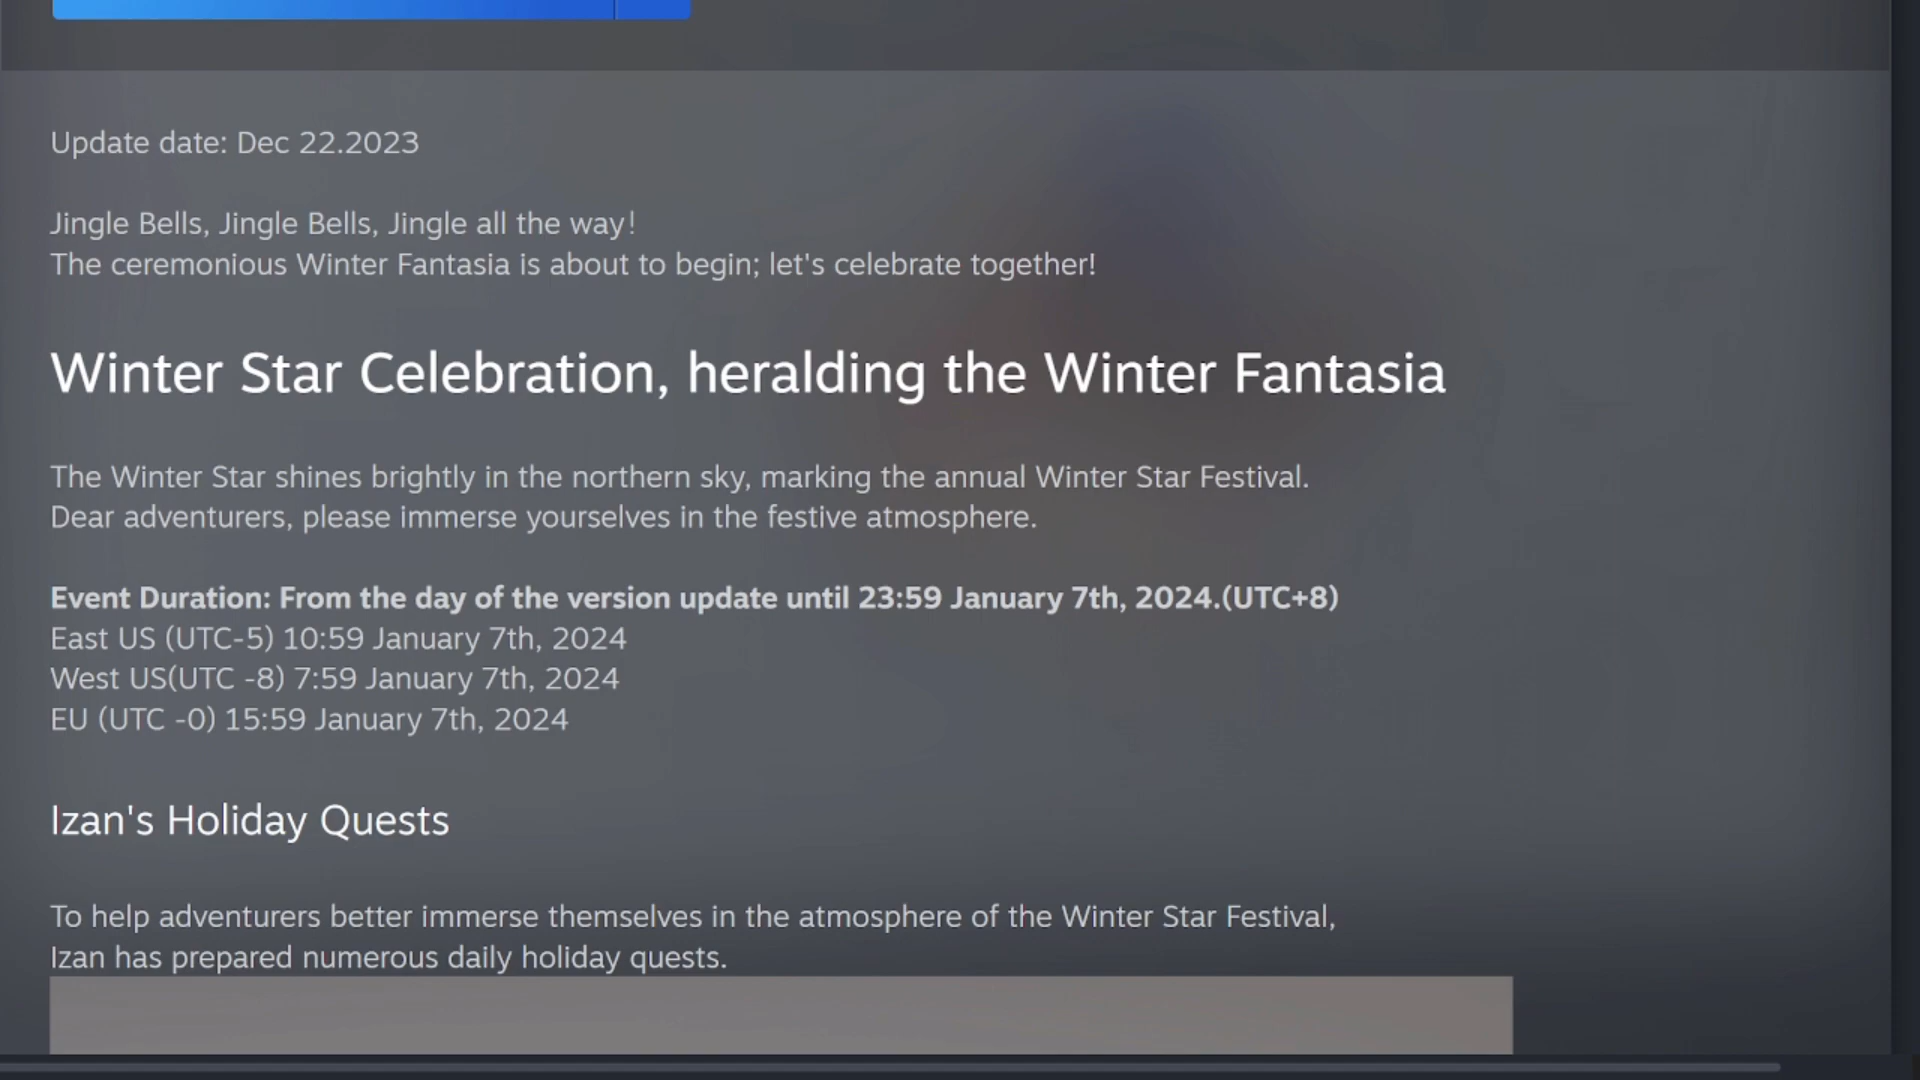 Update date: Dec 22.2023
Jingle Bells, Jingle Bells, Jingle all the way!
The ceremonious Winter Fantasia is about to begin; let's celebrate together!
Winter Star Celebration, heralding the Winter Fantasia
The Winter Star shines brightly in the northern sky, marking the annual Winter Star Festival.
Dear adventurers, please immerse yourselves in the festive atmosphere.
Event Duration: From the day of the version update until 23:59 January 7th, 2024.(UTC+8)
East US (UTC-5) 10:59 January 7th, 2024
West US(UTC -8) 7:59 January 7th, 2024
EU (UTC -0) 15:59 January 7th, 2024
Izan's Holiday Quests
To help adventurers better immerse themselves in the atmosphere of the Winter Star Festival,
Izan has prepared numerous daily holiday quests.